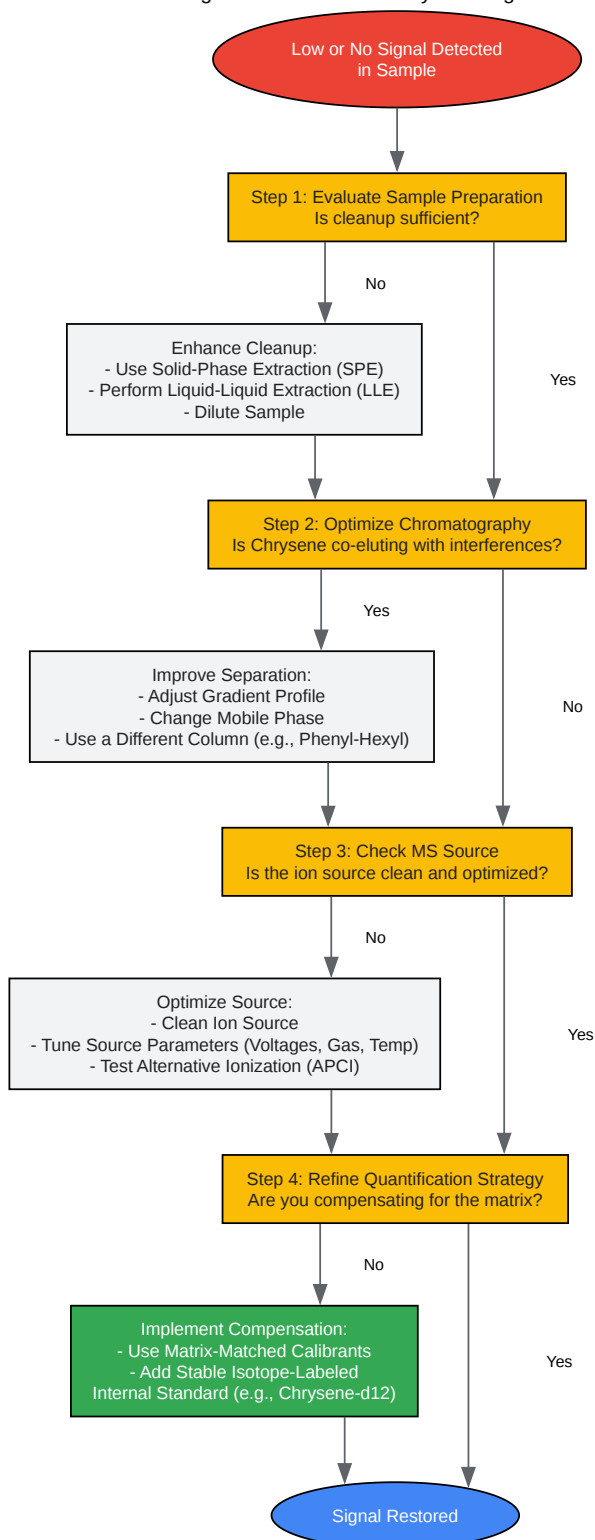 Low or No Signal Detected
in Sample
Step 1: Evaluate Sample Preparation
Is cleanup sufficient?
No
Enhance Cleanup:
- Use Solid-Phase Extraction (SPE)
- Perform Liquid-Liquid Extraction (LLE)
- Dilute Sample
Yes
Step 2: Optimize Chromatography
Is Chrysene co-eluting with interferences?
Yes
Improve Separation:
- Adjust Gradient Profile
- Change Mobile Phase
- Use a Different Column (e.g., Phenyl-Hexyl)
No
Step 3: Check MS Source
Is the ion source clean and optimized?
No
Optimize Source:
- Clean Ion Source
- Tune Source Parameters (Voltages, Gas, Temp)
- Test Alternative Ionization (APCI)
Yes
Step 4: Refine Quantification Strategy
Are you compensating for the matrix?
No
Implement Compensation:
- Use Matrix-Matched Calibrants
- Add Stable Isotope-Labeled
Internal Standard (e.g., Chrysene-d12)
Yes
Signal Restored